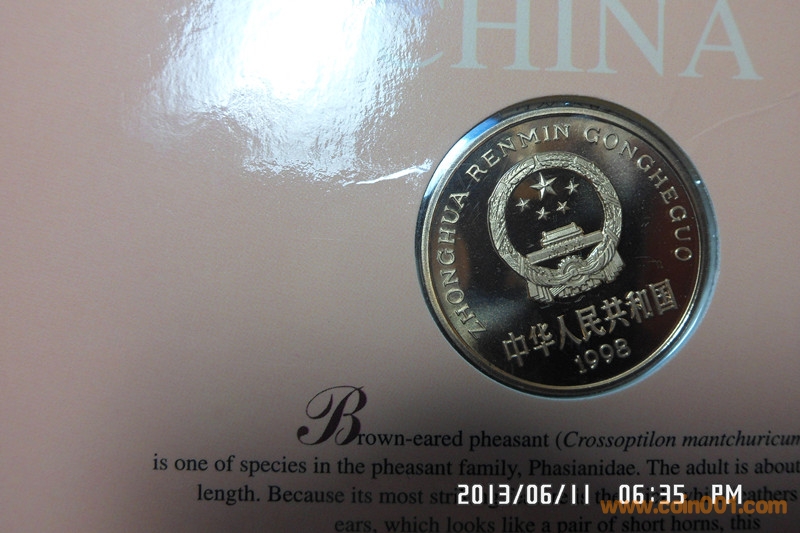 CHINA
ZHONGHUA RENMIN GONGHEGUO
中华人民共和国
1998
Brown-eared pheasant (Crossoptilon mantchuricum
is one of species in the pheasant family, Phasianidae. The adult is about
length. Because its most feathers
ears, which looks like a pair of short horns, this
2013/06/11 06:35 PM
www.coin001.com